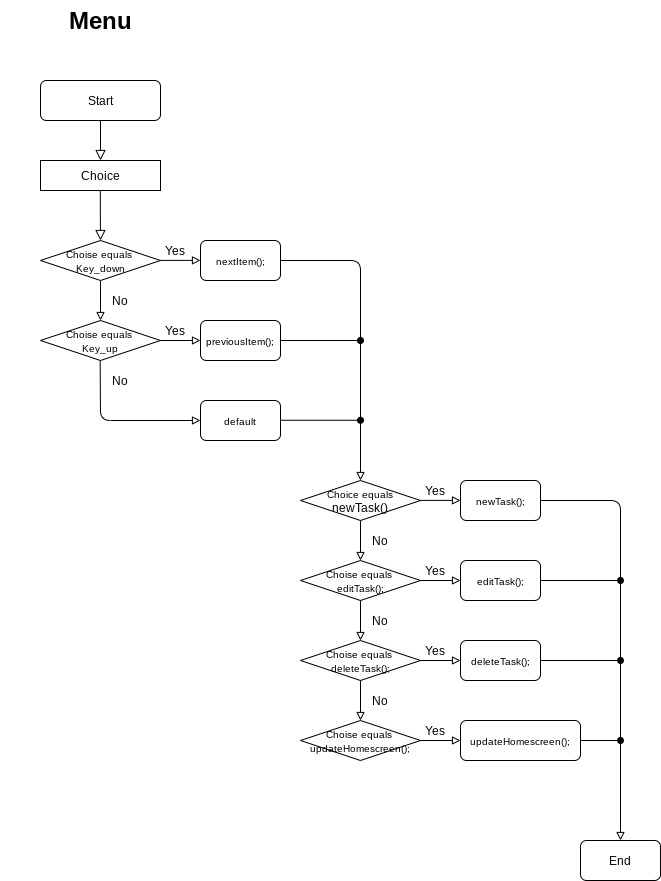 Menu
Start
Choice
Choise equals
Key_down
Yes
nextItem();
No
Choise equals
Key_up
Yes
previousItem();
No
default
Choice equals
newTask()
Yes
newTask();
No
Choise equals
editTask();
Yes
editTask();
No
Choise equals
deleteTask();
Yes
deleteTask();
No
Choise equals
updateHomescreen();
Yes
updateHomescreen();
End